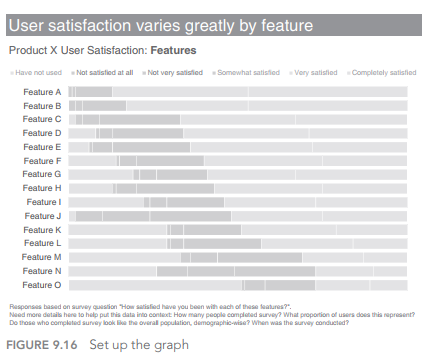 User satisfaction varies greatly by feature
Product X User Satisfaction: Features
Have not used Not satisfied at all Not very satisfied Somewhat satisfied Very satisfied Completely satisfied
Feature A
Feature B
Feature C
Feature D
Feature E
Feature F
Feature G
Feature H
Feature I
Feature J
Feature K
Feature L
Feature M
Feature N
Feature O
Responses based on survey question "How satisfied have you been with each of these features?".
Need more details here to help put this data into context: How many people completed survey? What proportion of users does this represent?
Do those who completed survey look like the overall population, demographic-wise? When was the survey conducted?
FIGURE 9.16 Set up the graph